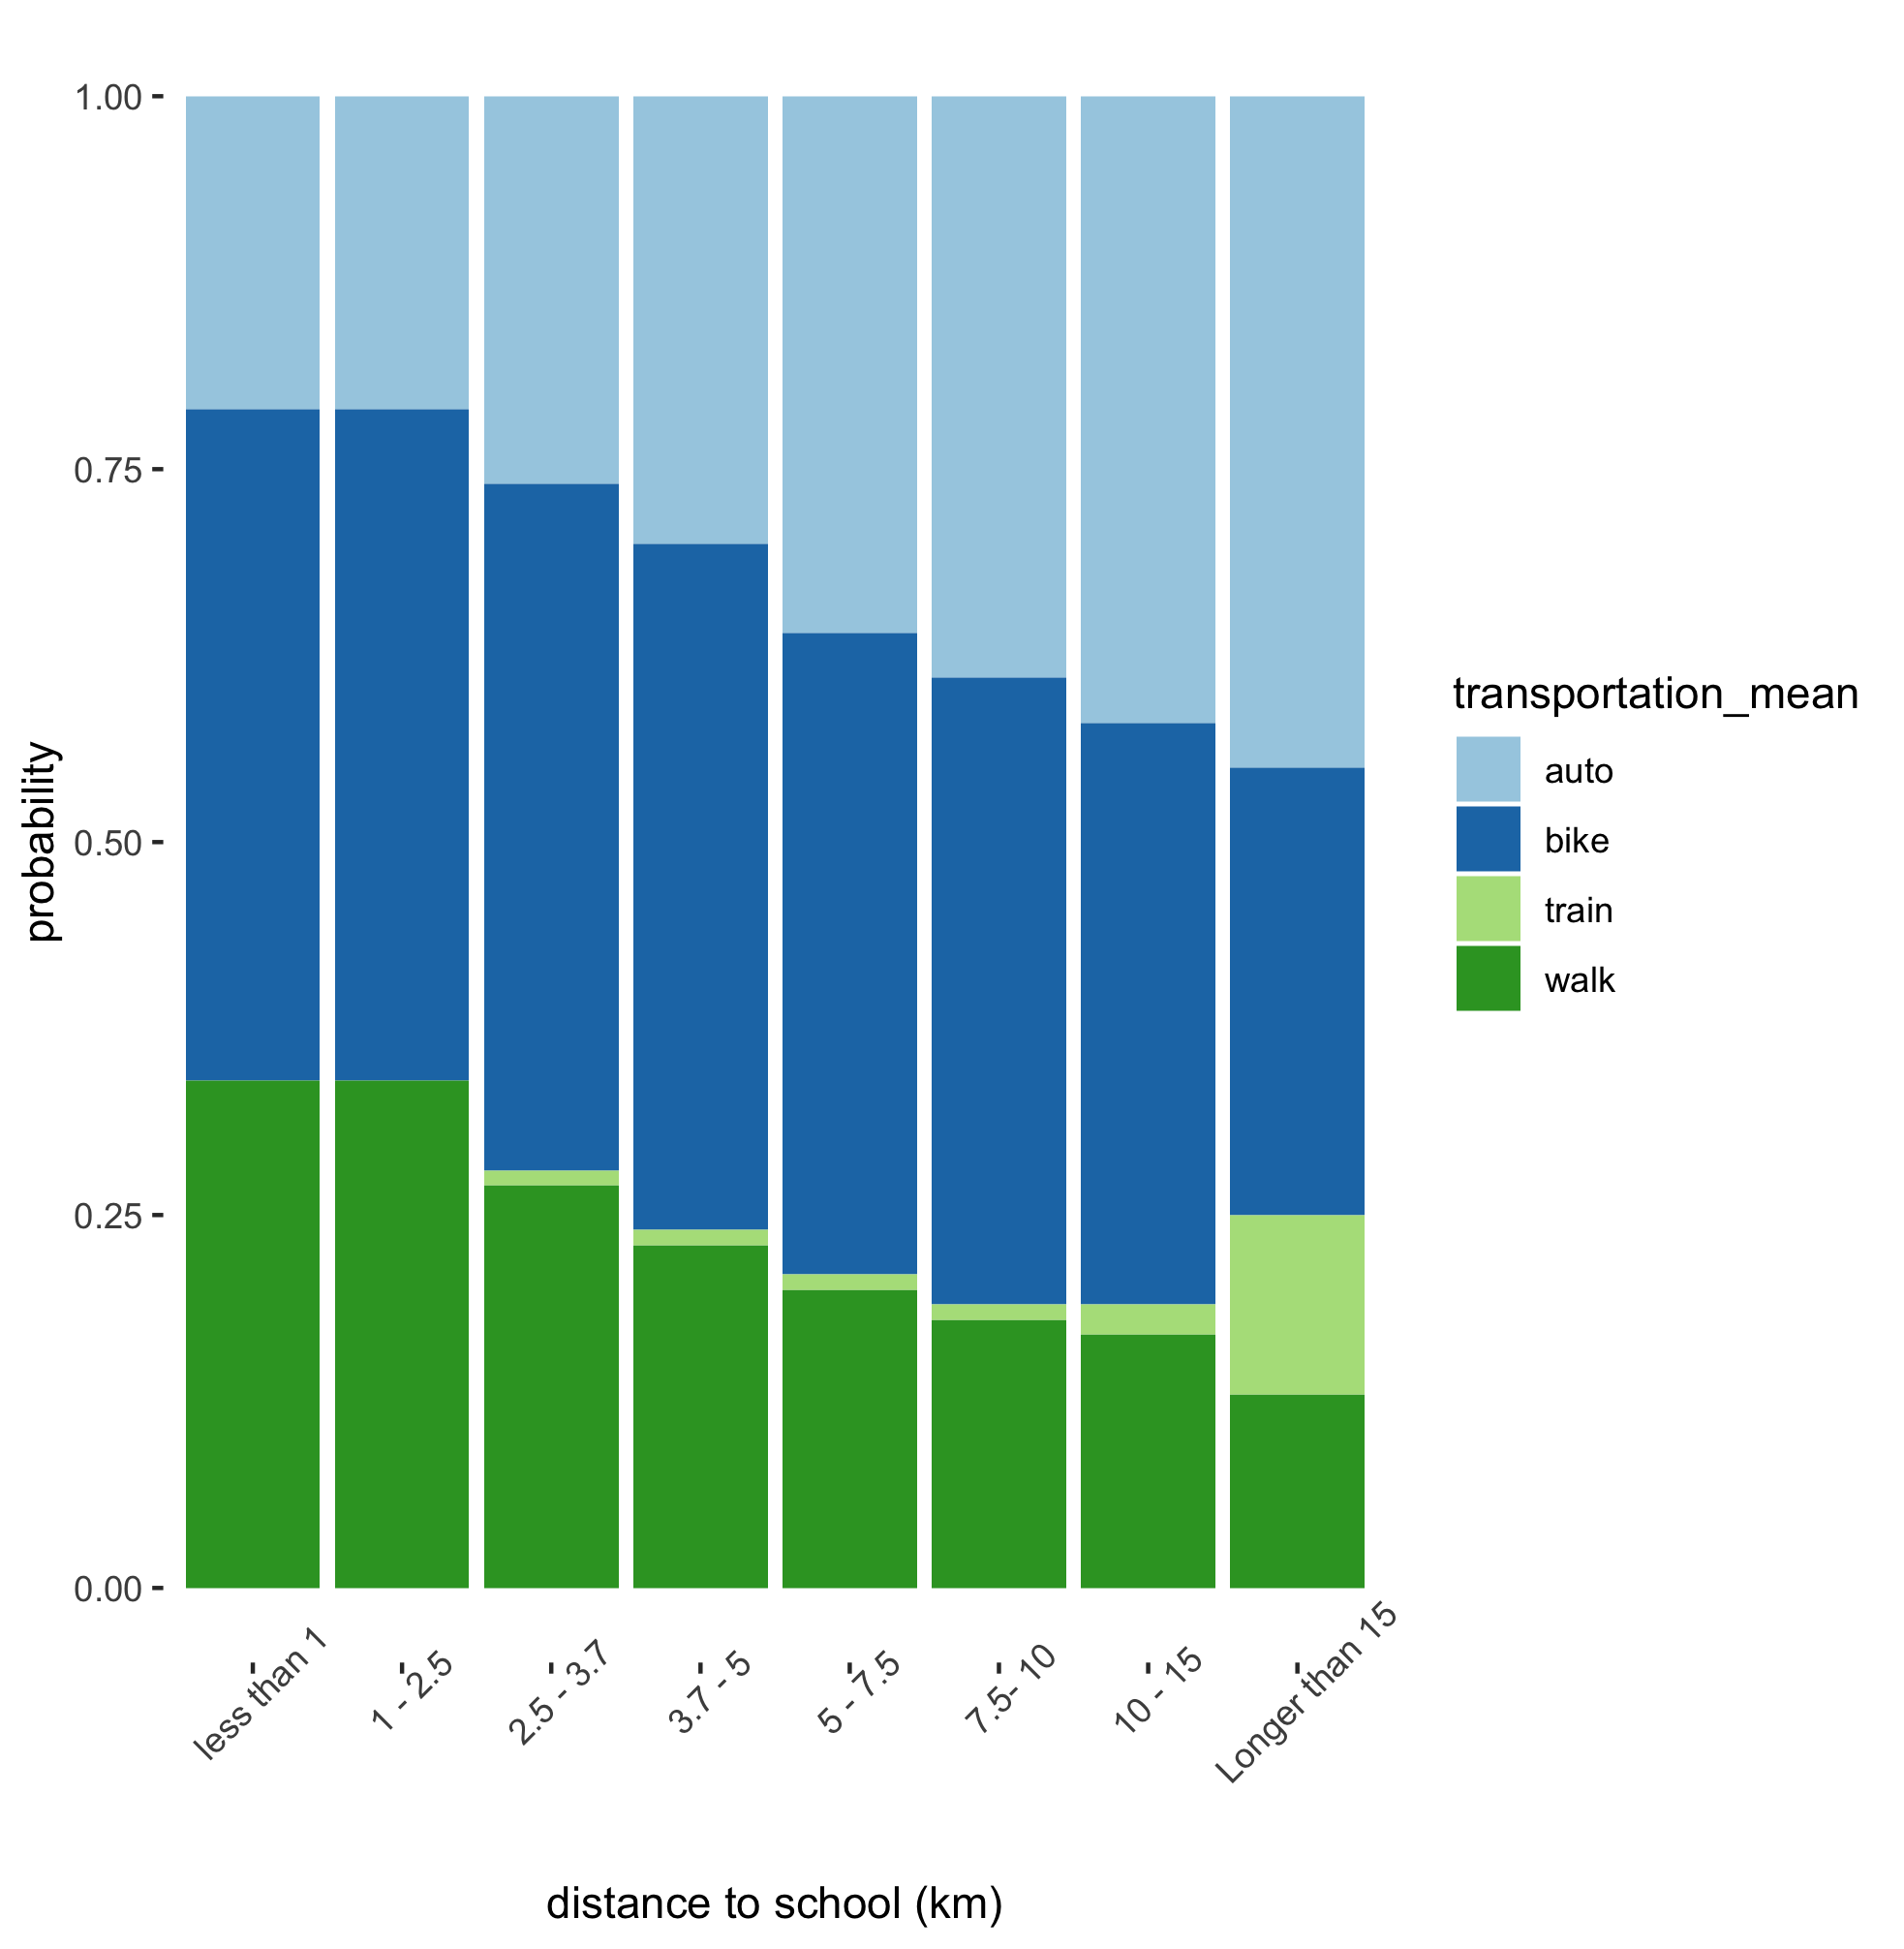 1.00
0.75
0.50
0.25
0.00
probability
less than 1
1 - 2.5
2.5 - 3.7
3.7 - 5
5 - 7.5
7.5- 10
10 - 15
Longer than 15
distance to school (km)
transportation_mean
auto
bike
train
walk